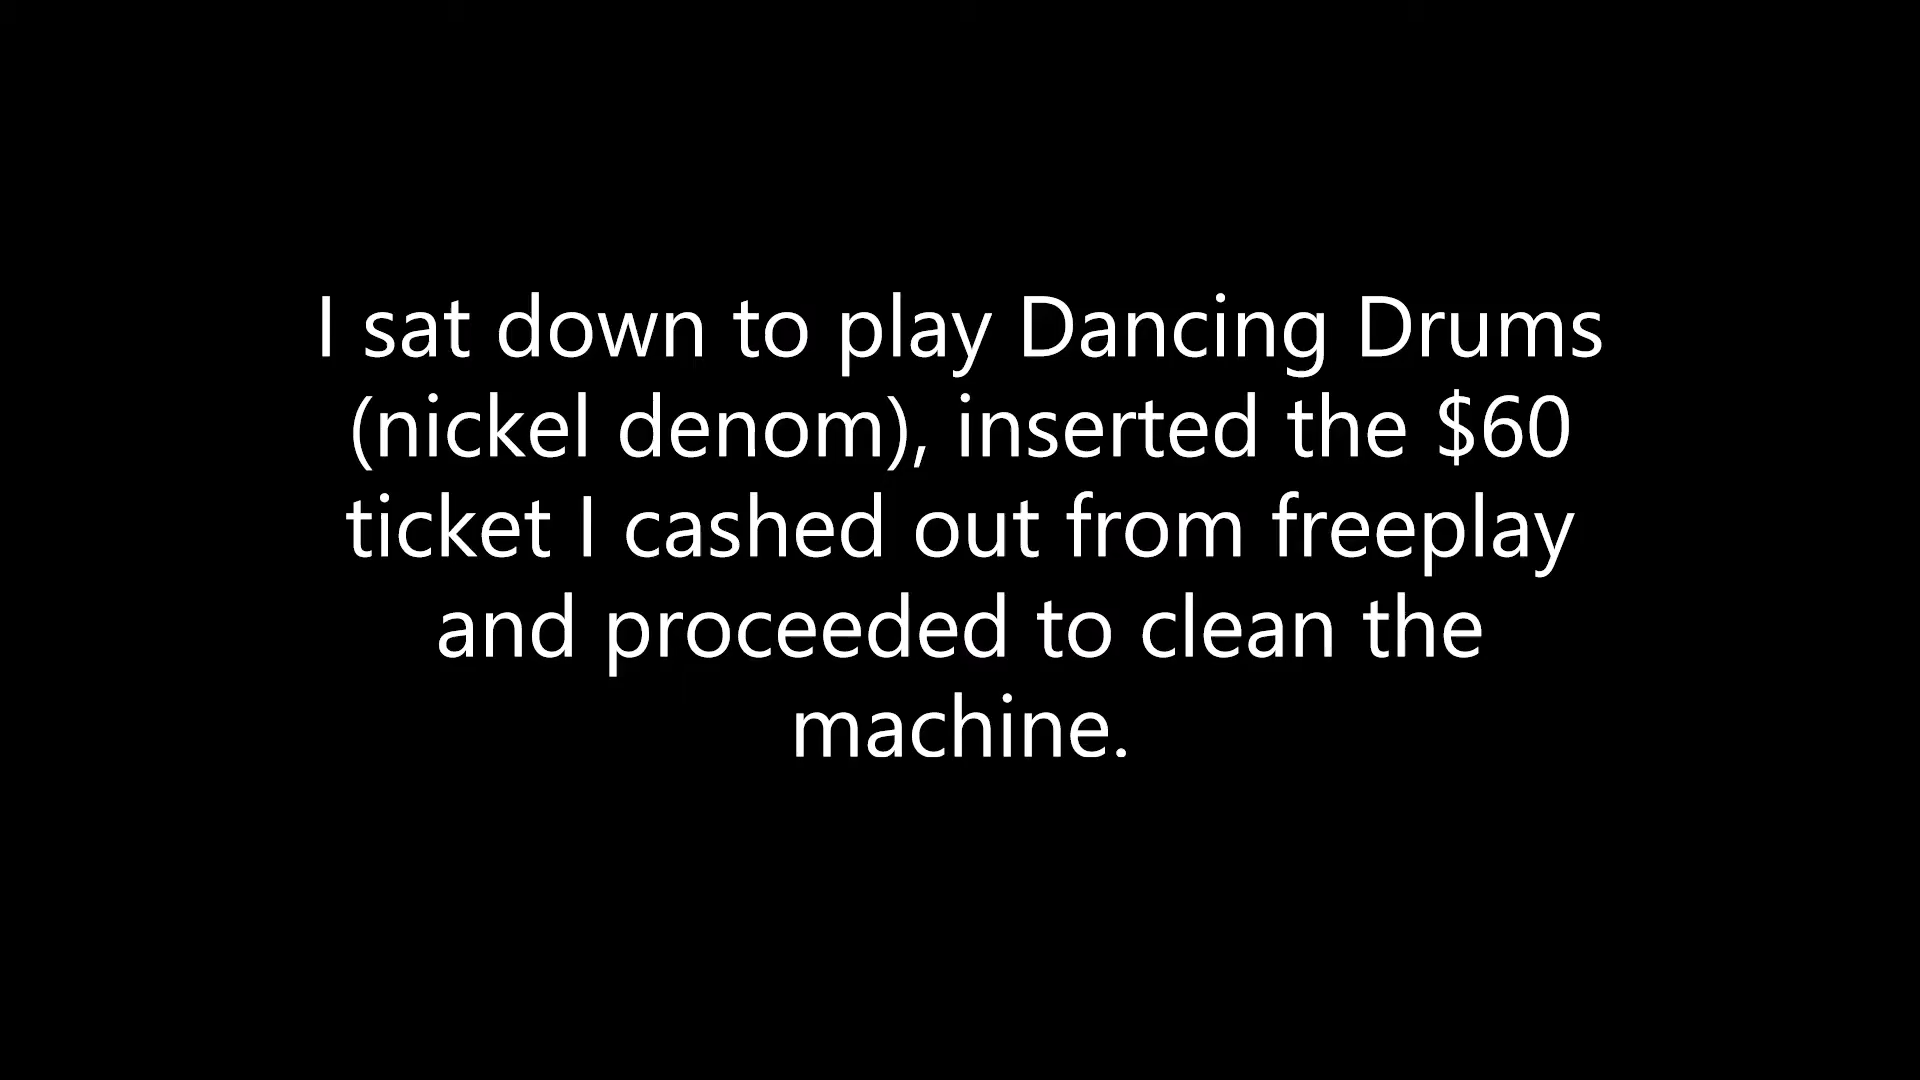 I sat down to play Dancing Drums
(nickel denom), inserted the $60
ticket I cashed out from freeplay
and proceeded to clean the
machine.